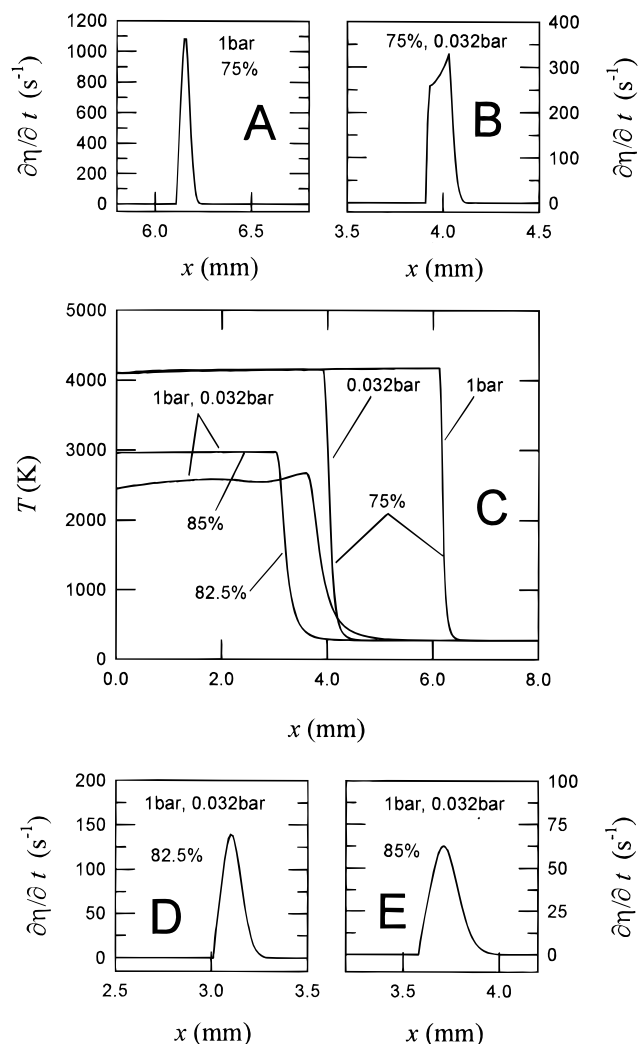 1200
1000
800
600
400
200
0
∂η/∂ t (s⁻¹)
1bar
75%
A
6.0
6.5
x (mm)
75%, 0.032bar
B
400
300
200
100
0
∂η/∂ t (s⁻¹)
3.5
4.0
4.5
x (mm)
5000
4000
3000
2000
1000
0
T (K)
1bar, 0.032bar
0.032bar
1bar
85%
82.5%
75%
C
0.0
2.0
4.0
6.0
8.0
x (mm)
200
150
100
50
0
∂η/∂ t (s⁻¹)
1bar, 0.032bar
82.5%
D
2.5
3.0
3.5
x (mm)
1bar, 0.032bar
85%
E
100
75
50
25
0
∂η/∂ t (s⁻¹)
3.5
4.0
x (mm)